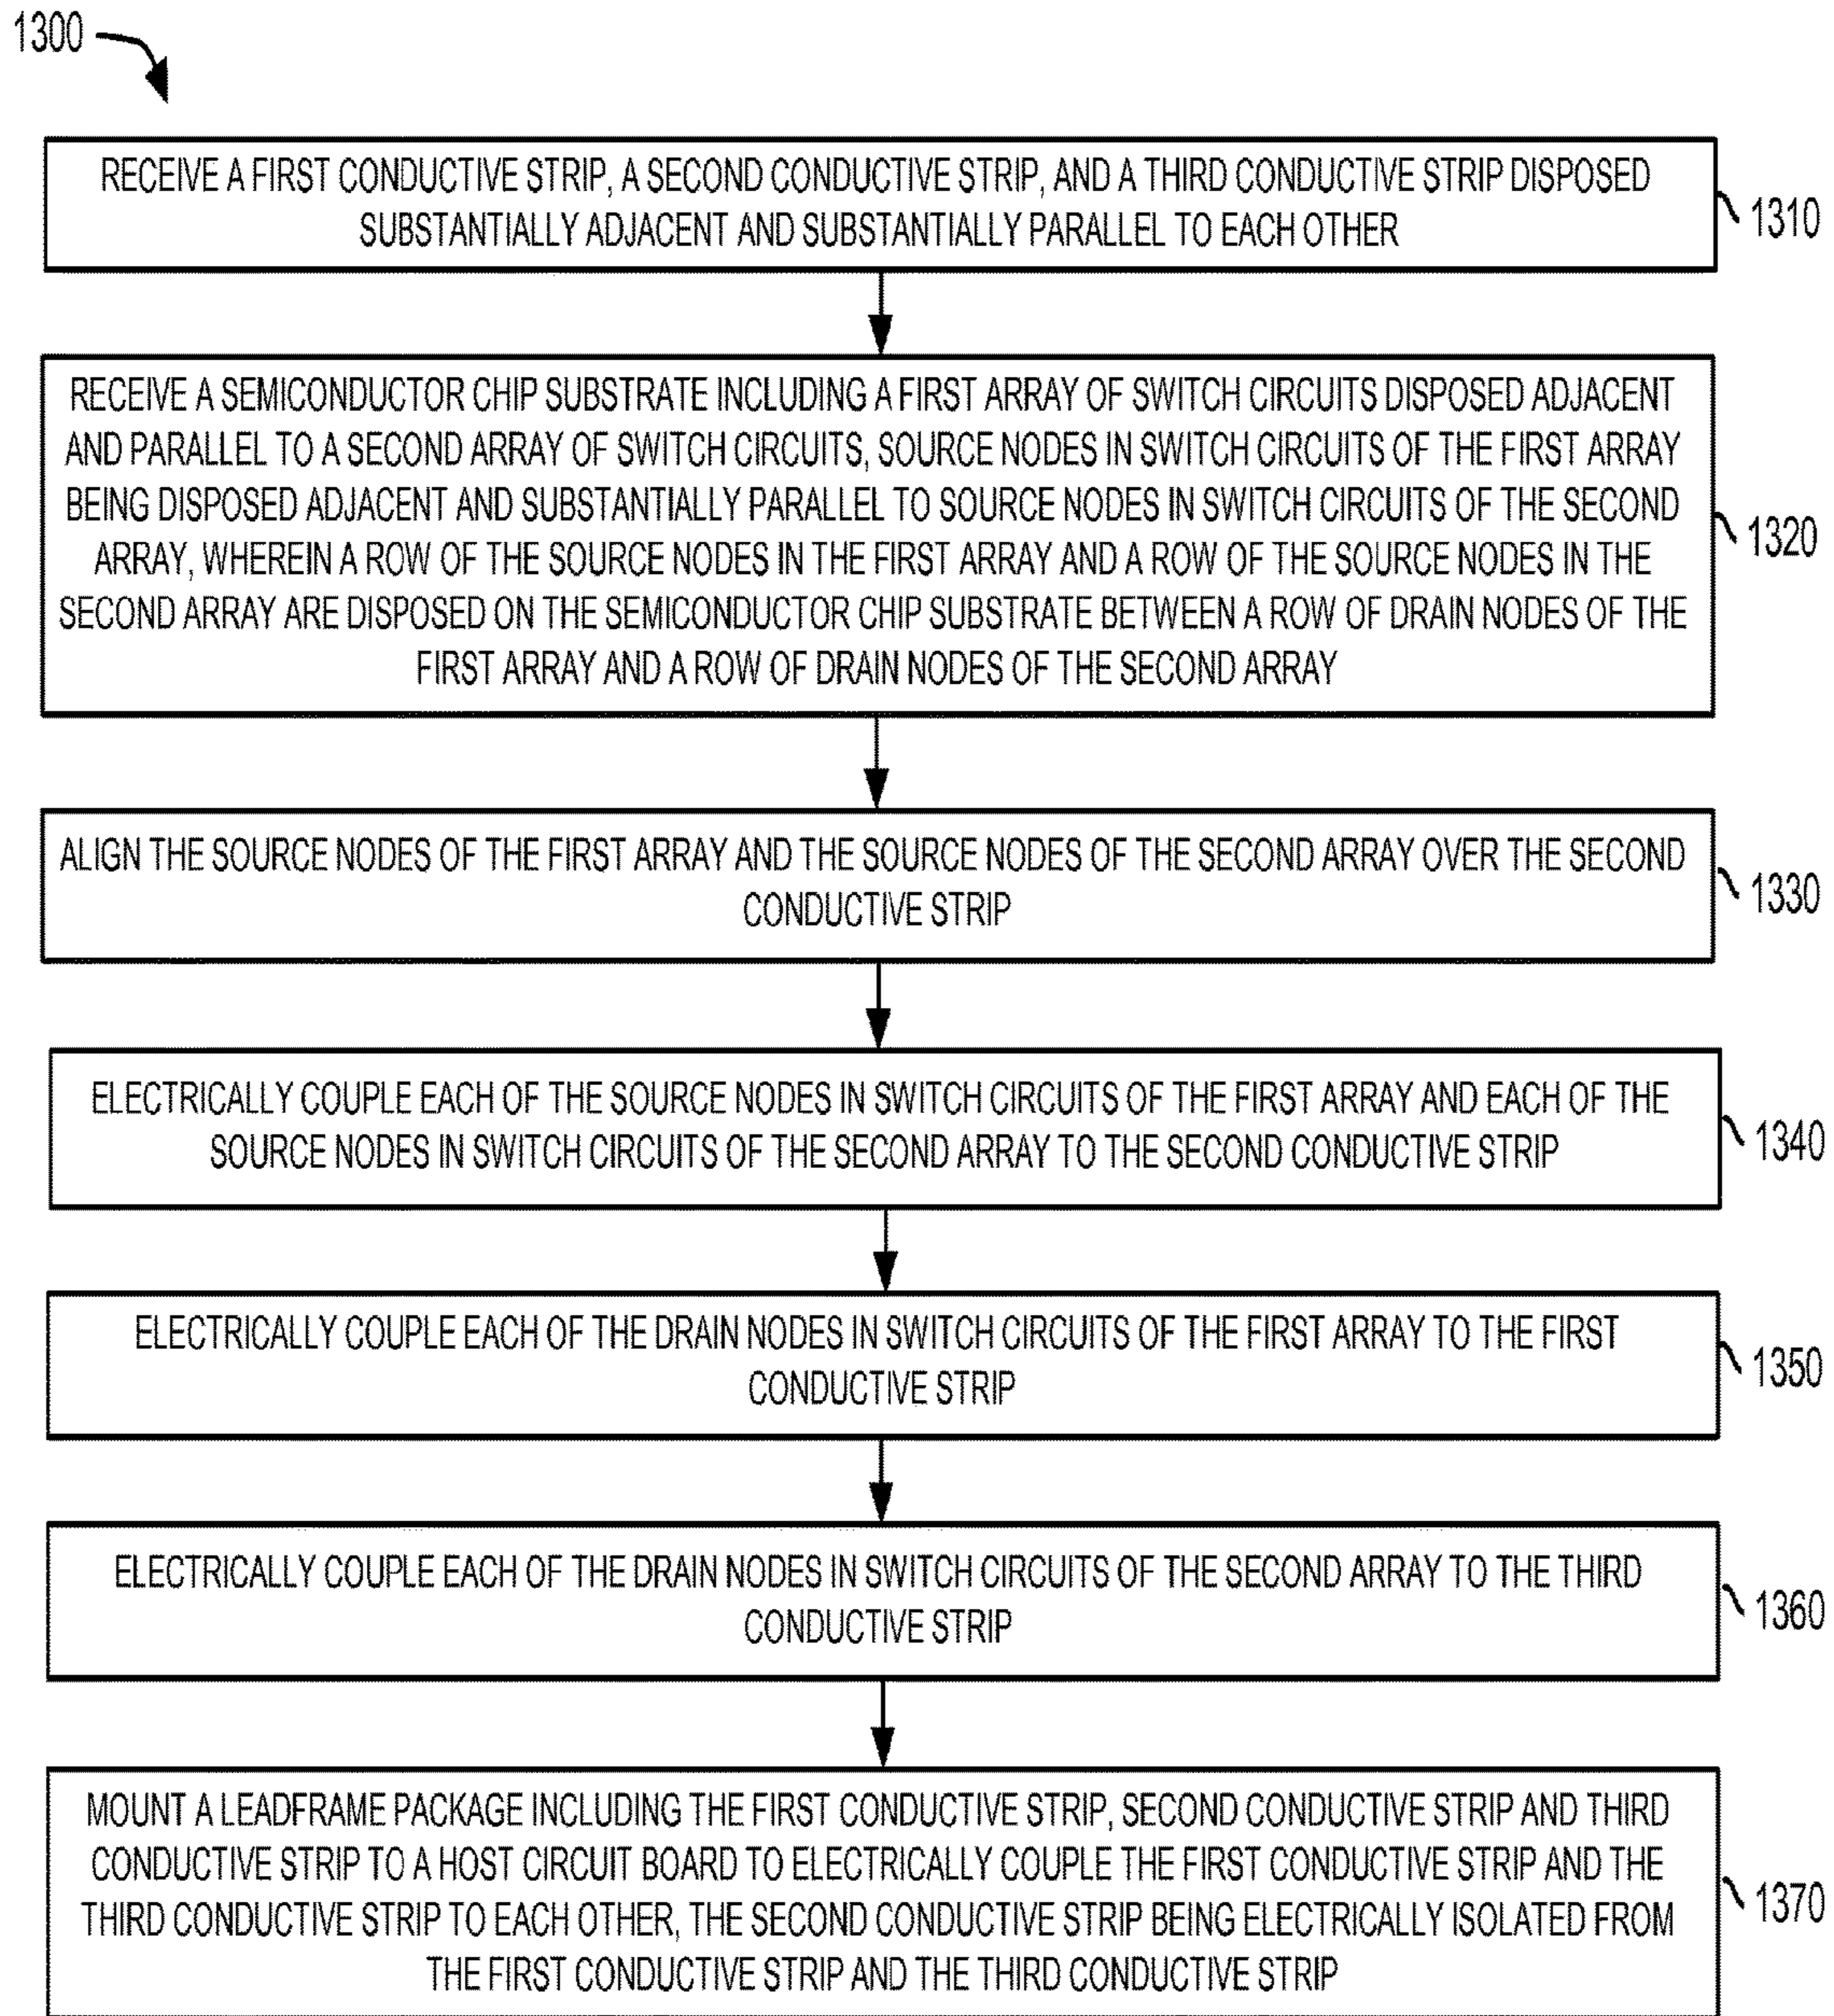 1300
RECEIVE A FIRST CONDUCTIVE STRIP, A SECOND CONDUCTIVE STRIP, AND A THIRD CONDUCTIVE STRIP DISPOSED
SUBSTANTIALLY ADJACENT AND SUBSTANTIALLY PARALLEL TO EACH OTHER
1310
RECEIVE A SEMICONDUCTOR CHIP SUBSTRATE INCLUDING A FIRST ARRAY OF SWITCH CIRCUITS DISPOSED ADJACENT
AND PARALLEL TO A SECOND ARRAY OF SWITCH CIRCUITS, SOURCE NODES IN SWITCH CIRCUITS OF THE FIRST ARRAY
BEING DISPOSED ADJACENT AND SUBSTANTIALLY PARALLEL TO SOURCE NODES IN SWITCH CIRCUITS OF THE SECOND
ARRAY, WHEREIN A ROW OF THE SOURCE NODES IN THE FIRST ARRAY AND A ROW OF THE SOURCE NODES IN THE
SECOND ARRAY ARE DISPOSED ON THE SEMICONDUCTOR CHIP SUBSTRATE BETWEEN A ROW OF DRAIN NODES OF THE
FIRST ARRAY AND A ROW OF DRAIN NODES OF THE SECOND ARRAY
1320
ALIGN THE SOURCE NODES OF THE FIRST ARRAY AND THE SOURCE NODES OF THE SECOND ARRAY OVER THE SECOND
CONDUCTIVE STRIP
1330
ELECTRICALLY COUPLE EACH OF THE SOURCE NODES IN SWITCH CIRCUITS OF THE FIRST ARRAY AND EACH OF THE
SOURCE NODES IN SWITCH CIRCUITS OF THE SECOND ARRAY TO THE SECOND CONDUCTIVE STRIP
1340
ELECTRICALLY COUPLE EACH OF THE DRAIN NODES IN SWITCH CIRCUITS OF THE FIRST ARRAY TO THE FIRST
CONDUCTIVE STRIP
1350
ELECTRICALLY COUPLE EACH OF THE DRAIN NODES IN SWITCH CIRCUITS OF THE SECOND ARRAY TO THE THIRD
CONDUCTIVE STRIP
1360
MOUNT A LEADFRAME PACKAGE INCLUDING THE FIRST CONDUCTIVE STRIP, SECOND CONDUCTIVE STRIP AND THIRD
CONDUCTIVE STRIP TO A HOST CIRCUIT BOARD TO ELECTRICALLY COUPLE THE FIRST CONDUCTIVE STRIP AND THE
THIRD CONDUCTIVE STRIP TO EACH OTHER, THE SECOND CONDUCTIVE STRIP BEING ELECTRICALLY ISOLATED FROM
THE FIRST CONDUCTIVE STRIP AND THE THIRD CONDUCTIVE STRIP
1370